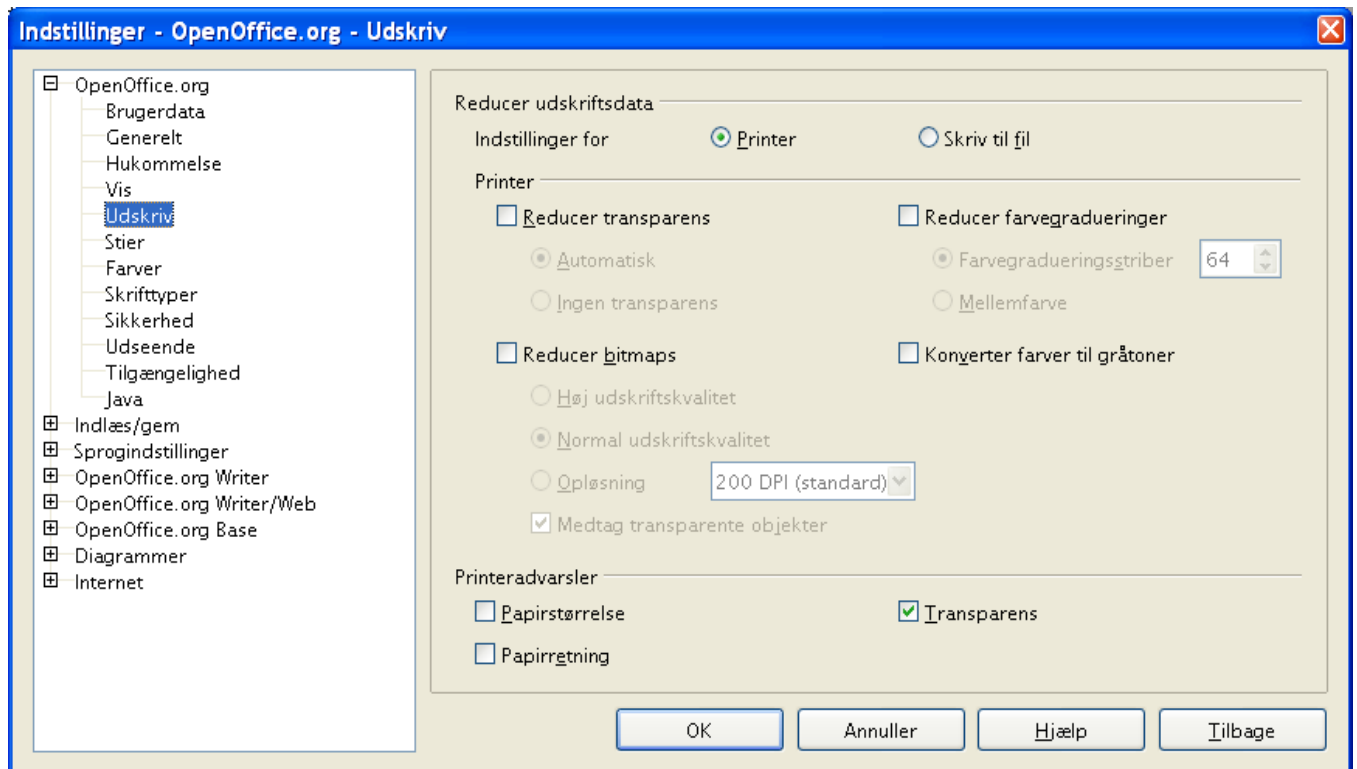 Indstillinger - OpenOffice.org - Udskriv
OpenOffice.org
Brugerdata
Generelt
Hukommelse
Vis
Udskriv
Stier
Farver
Skrifttyper
Sikkerhed
Udseende
Tilgængelighed
Java
Indlæs/gem
Sprogindstillinger
OpenOffice.org Writer
OpenOffice.org Writer/Web
OpenOffice.org Base
Diagrammer
Internet
Reducer udskriftsdata
Indstillinger for Printer Skriv til fil
Printer
Reducer transparens Reducer farvegradueringer
Automatisk Farvegradueringsstriber 64
Ingen transparens Mellemfarve
Reducer bitmaps Konverter farver til gråtoner
Høj udskriftskvalitet
Normal udskriftskvalitet
Opløsning 200 DPI (standard)
Medtag transparente objekter
Printeradvarsler
Papirstørrelse Transparens
Papirretning
OK Annuller Hjælp Tilbage